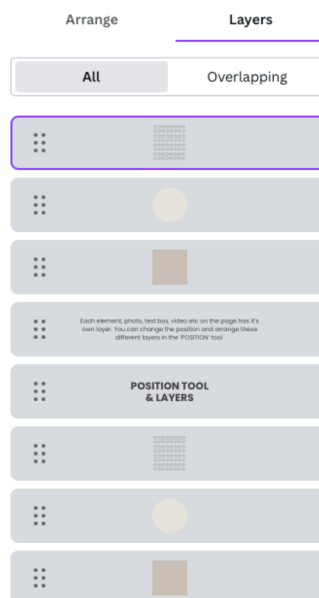 Arrange Layers
All Overlapping
Each element, photo, text box, video etc on the page has it's
own layer. You can change the position and arrange these
different layers in the 'POSITION' tool
POSITION TOOL
& LAYERS